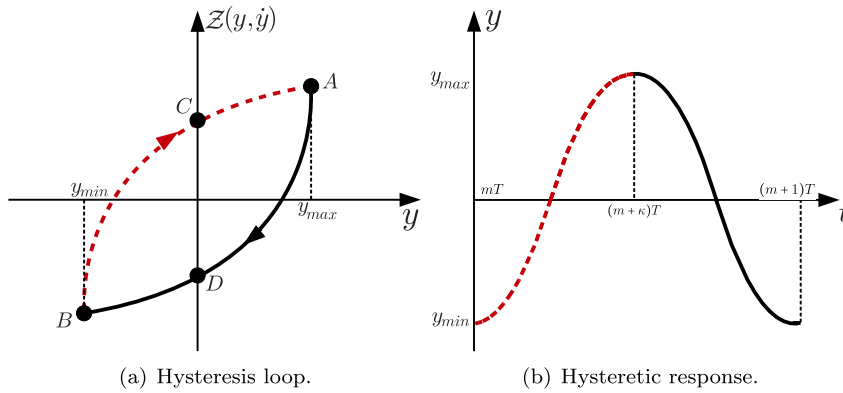 𝒵(y, ẏ)
A
C
y_min
y_max
y
D
B
(a) Hysteresis loop.
y
y_max
mT
(m + κ)T
(m + 1)T
t
y_min
(b) Hysteretic response.